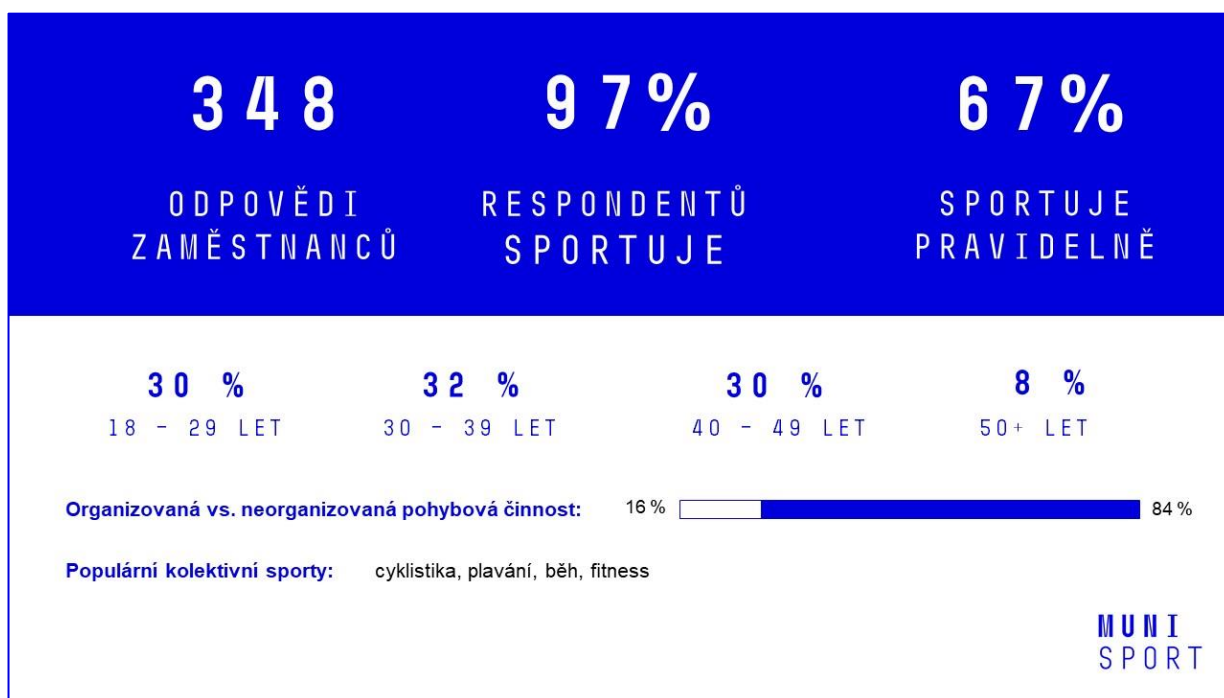 348
97%
67%
ODPOVĚDI
ZAMĚSTNANCŮ
RESPONDENTŮ
SPORTUJE
SPORTUJE
PRAVIDELNĚ
30 %
32 %
30 %
8 %
18 - 29 LET
30 - 39 LET
40 - 49 LET
50+ LET
Organizovaná vs. neorganizovaná pohybová činnost: 16 % 84 %
Populární kolektivní sporty: cyklistika, plavání, běh, fitness
MUNI
SPORT